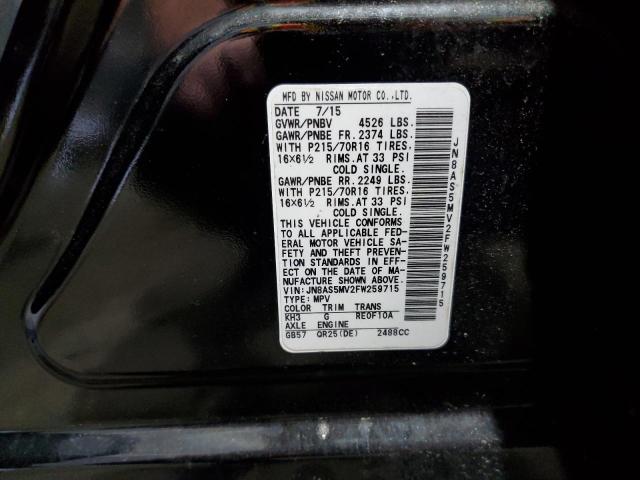 MFD BY NISSAN MOTOR CO.,LTD.
DATE 7/15
GVWR/PNBV 4526 LBS.
GAWR/PNBE FR. 2374 LBS.
WITH P215/70R16 TIRES.
16X6½ RIMS.AT 33 PSI
COLD SINGLE.
GAWR/PNBE RR. 2249 LBS.
WITH P215/70R16 TIRES.
16X6½ RIMS.AT 33 PSI
COLD SINGLE.
THIS VEHICLE CONFORMS
TO ALL APPLICABLE FED-
ERAL MOTOR VEHICLE SA-
FETY AND THEFT PREVEN-
TION STANDARDS IN EFF-
ECT ON THE DATE OF MA-
NUFACTURE SHOWN ABOVE.
VIN:JN8AS5MV2FW259715
TYPE:MPV
COLOR TRIM TRANS
KH3 G RE0F10A
AXLE ENGINE
GB57 QR25(DE) 2488CC
JN8AS5MV2FW259715